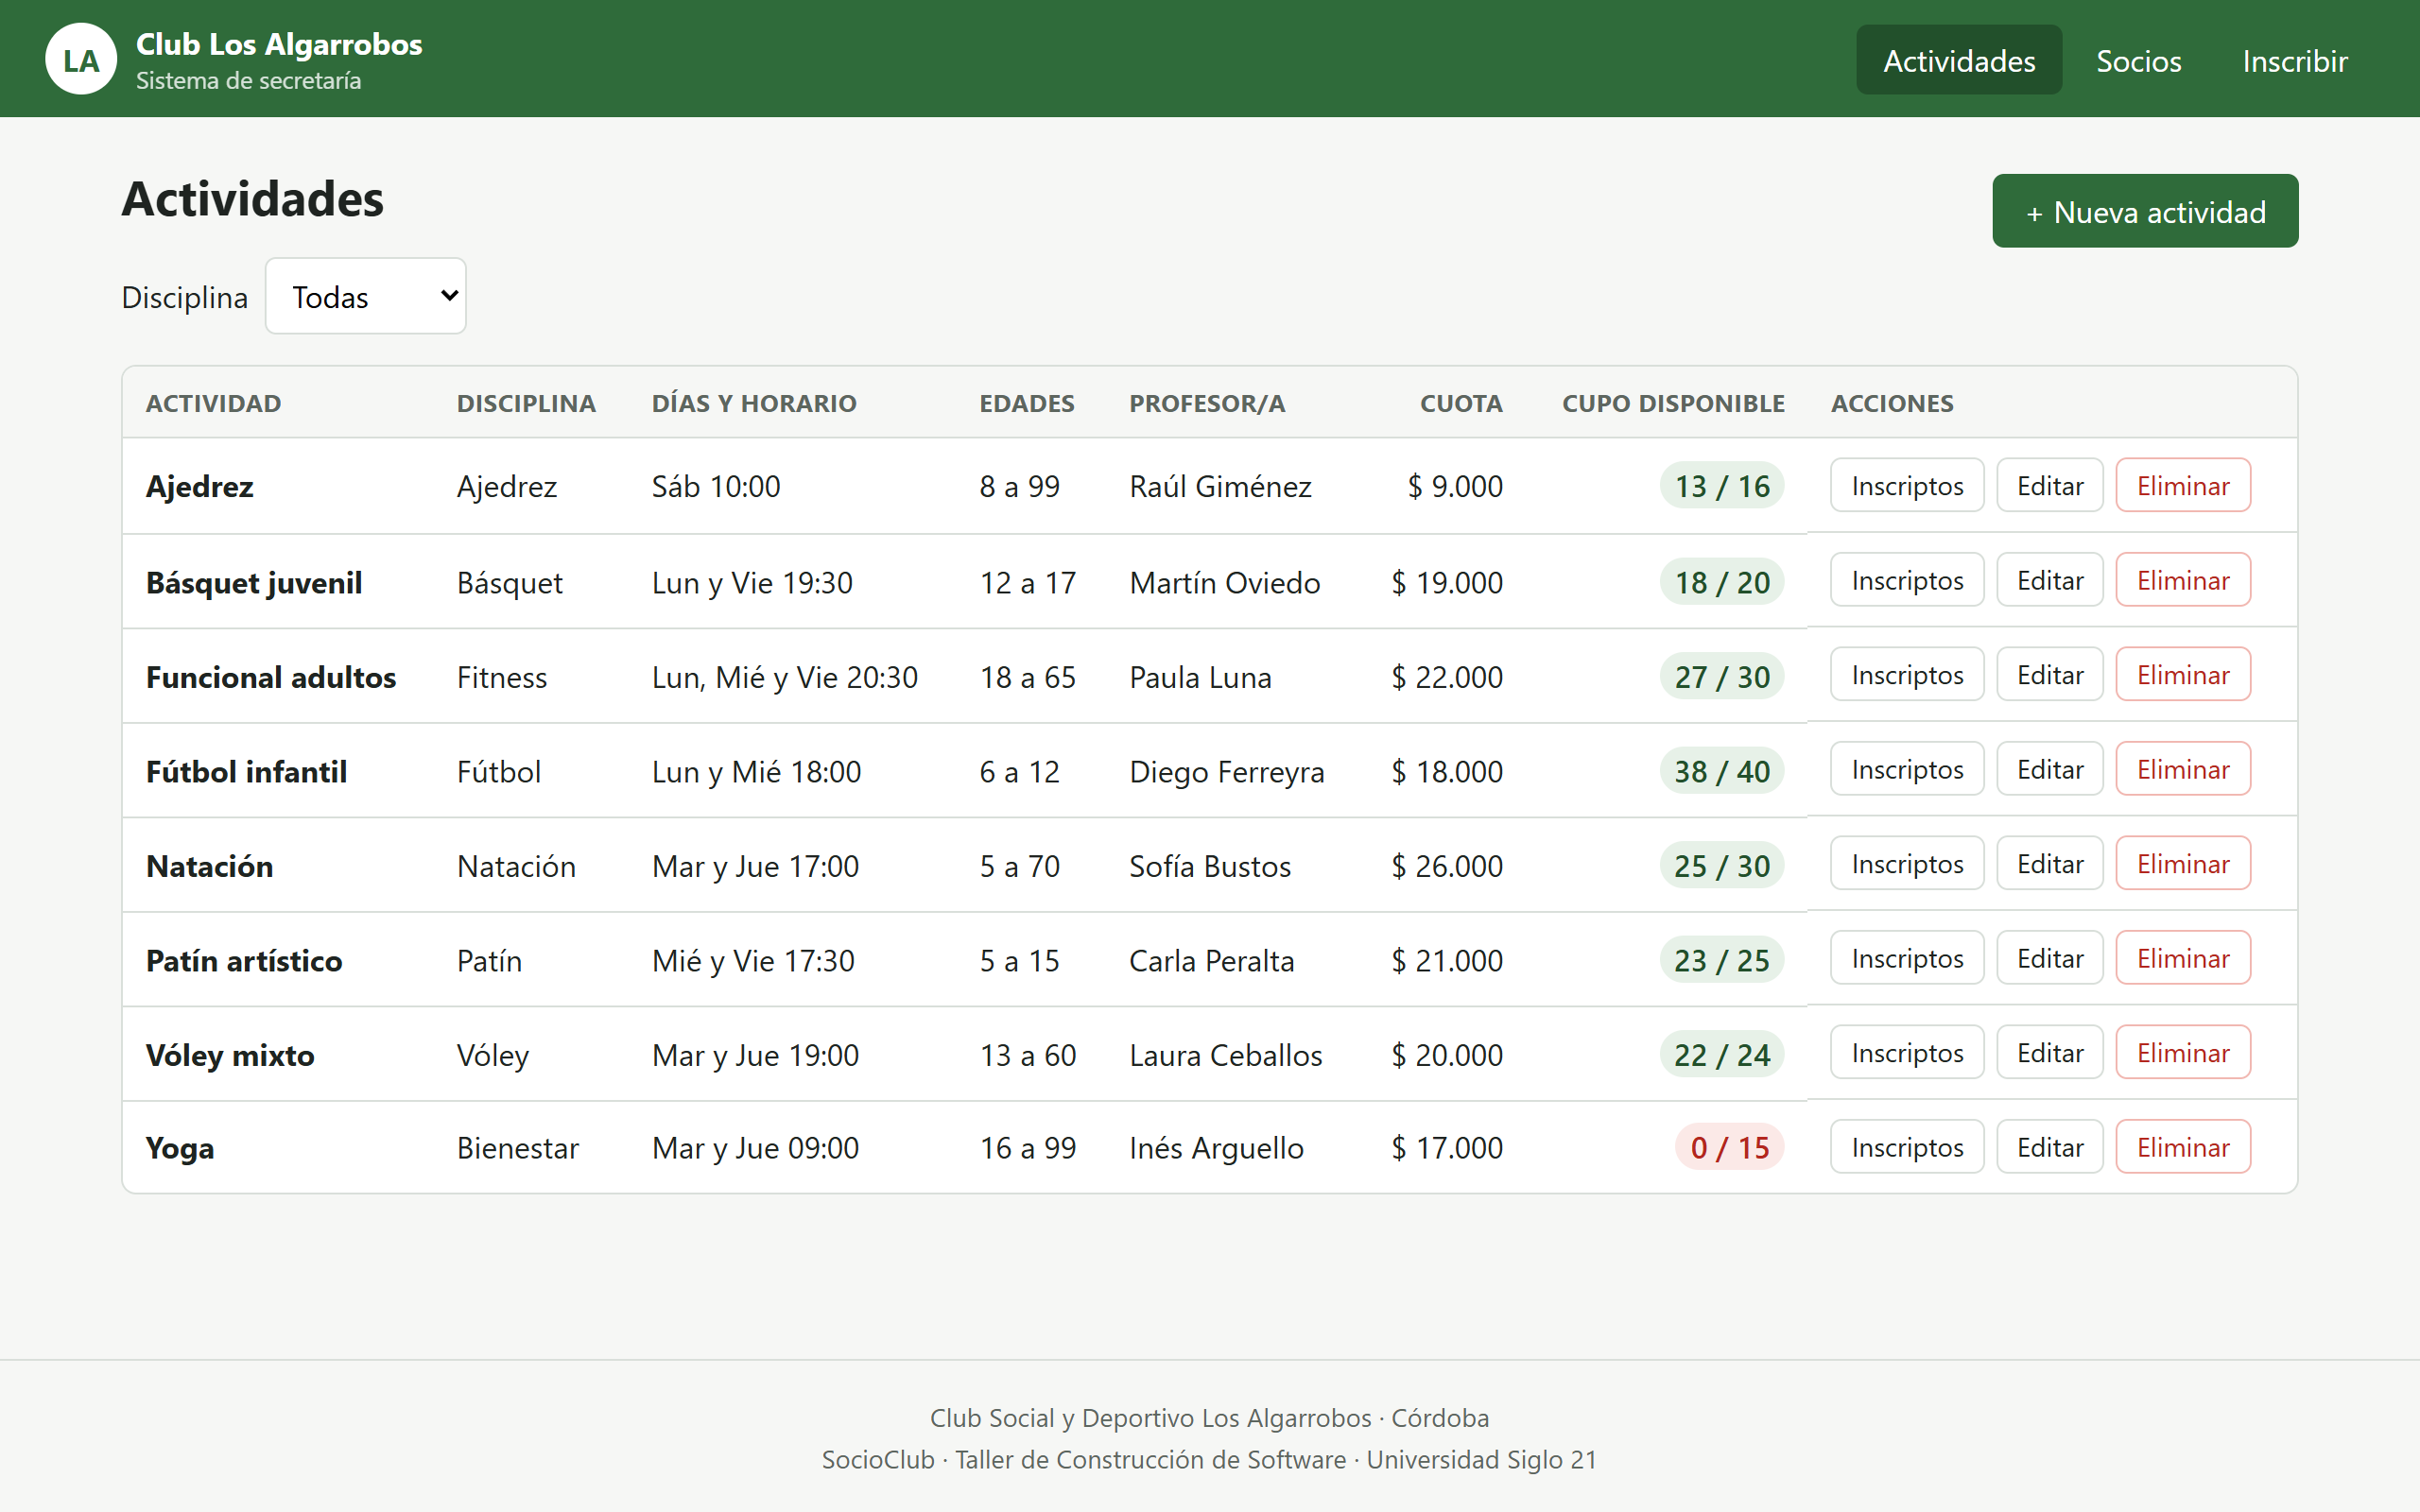 LA
Club Los Algarrobos
Sistema de secretaría
Actividades Socios Inscribir
Actividades
+ Nueva actividad
Disciplina Todas
ACTIVIDAD DISCIPLINA DÍAS Y HORARIO EDADES PROFESOR/A CUOTA CUPO DISPONIBLE ACCIONES
Ajedrez Ajedrez Sáb 10:00 8 a 99 Raúl Giménez $ 9.000 13 / 16 Inscriptos Editar Eliminar
Básquet juvenil Básquet Lun y Vie 19:30 12 a 17 Martín Oviedo $ 19.000 18 / 20 Inscriptos Editar Eliminar
Funcional adultos Fitness Lun, Mié y Vie 20:30 18 a 65 Paula Luna $ 22.000 27 / 30 Inscriptos Editar Eliminar
Fútbol infantil Fútbol Lun y Mié 18:00 6 a 12 Diego Ferreyra $ 18.000 38 / 40 Inscriptos Editar Eliminar
Natación Natación Mar y Jue 17:00 5 a 70 Sofía Bustos $ 26.000 25 / 30 Inscriptos Editar Eliminar
Patín artístico Patín Mié y Vie 17:30 5 a 15 Carla Peralta $ 21.000 23 / 25 Inscriptos Editar Eliminar
Vóley mixto Vóley Mar y Jue 19:00 13 a 60 Laura Ceballos $ 20.000 22 / 24 Inscriptos Editar Eliminar
Yoga Bienestar Mar y Jue 09:00 16 a 99 Inés Arguello $ 17.000 0 / 15 Inscriptos Editar Eliminar
Club Social y Deportivo Los Algarrobos · Córdoba
SocioClub · Taller de Construcción de Software · Universidad Siglo 21